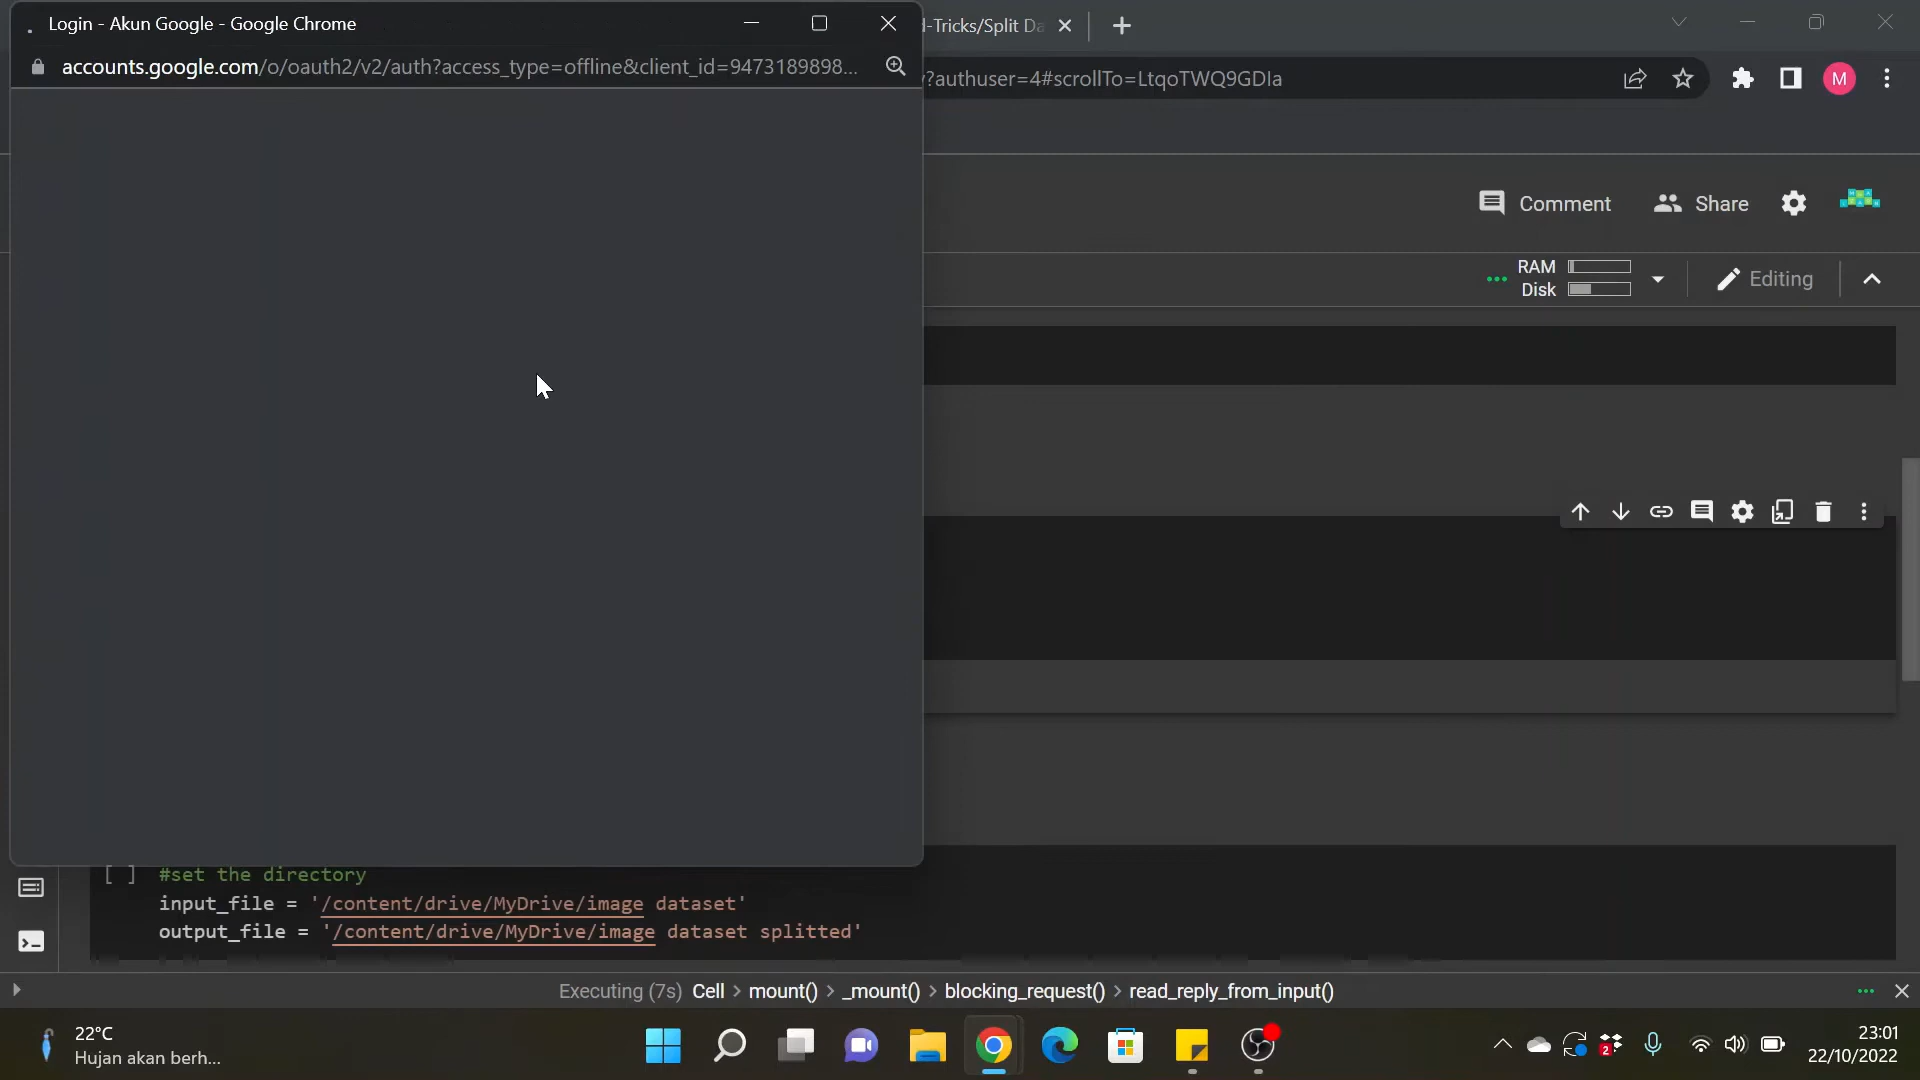 Login - Akun Google - Google Chrome
accounts.google.com/o/oauth2/v2/auth?access_type=offline&client_id=9473189898...
d-Tricks/Split Da
?authuser=4#scrollTo=LtqoTWQ9GDIa
M
Comment
Share
RAM
Disk
Editing
[ ] #set the directory
input_file = '/content/drive/MyDrive/image dataset'
output_file = '/content/drive/MyDrive/image dataset splitted'
Executing (7s) Cell > mount() > _mount() > blocking_request() > read_reply_from_input()
22°C
Hujan akan berh...
2
23:01
22/10/2022